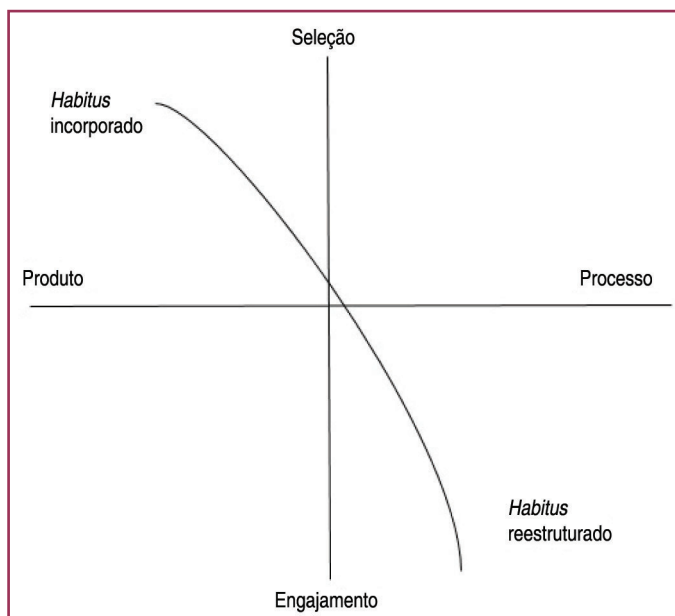 Seleção
Habitus
incorporado
Produto
Processo
Habitus
reestruturado
Engajamento